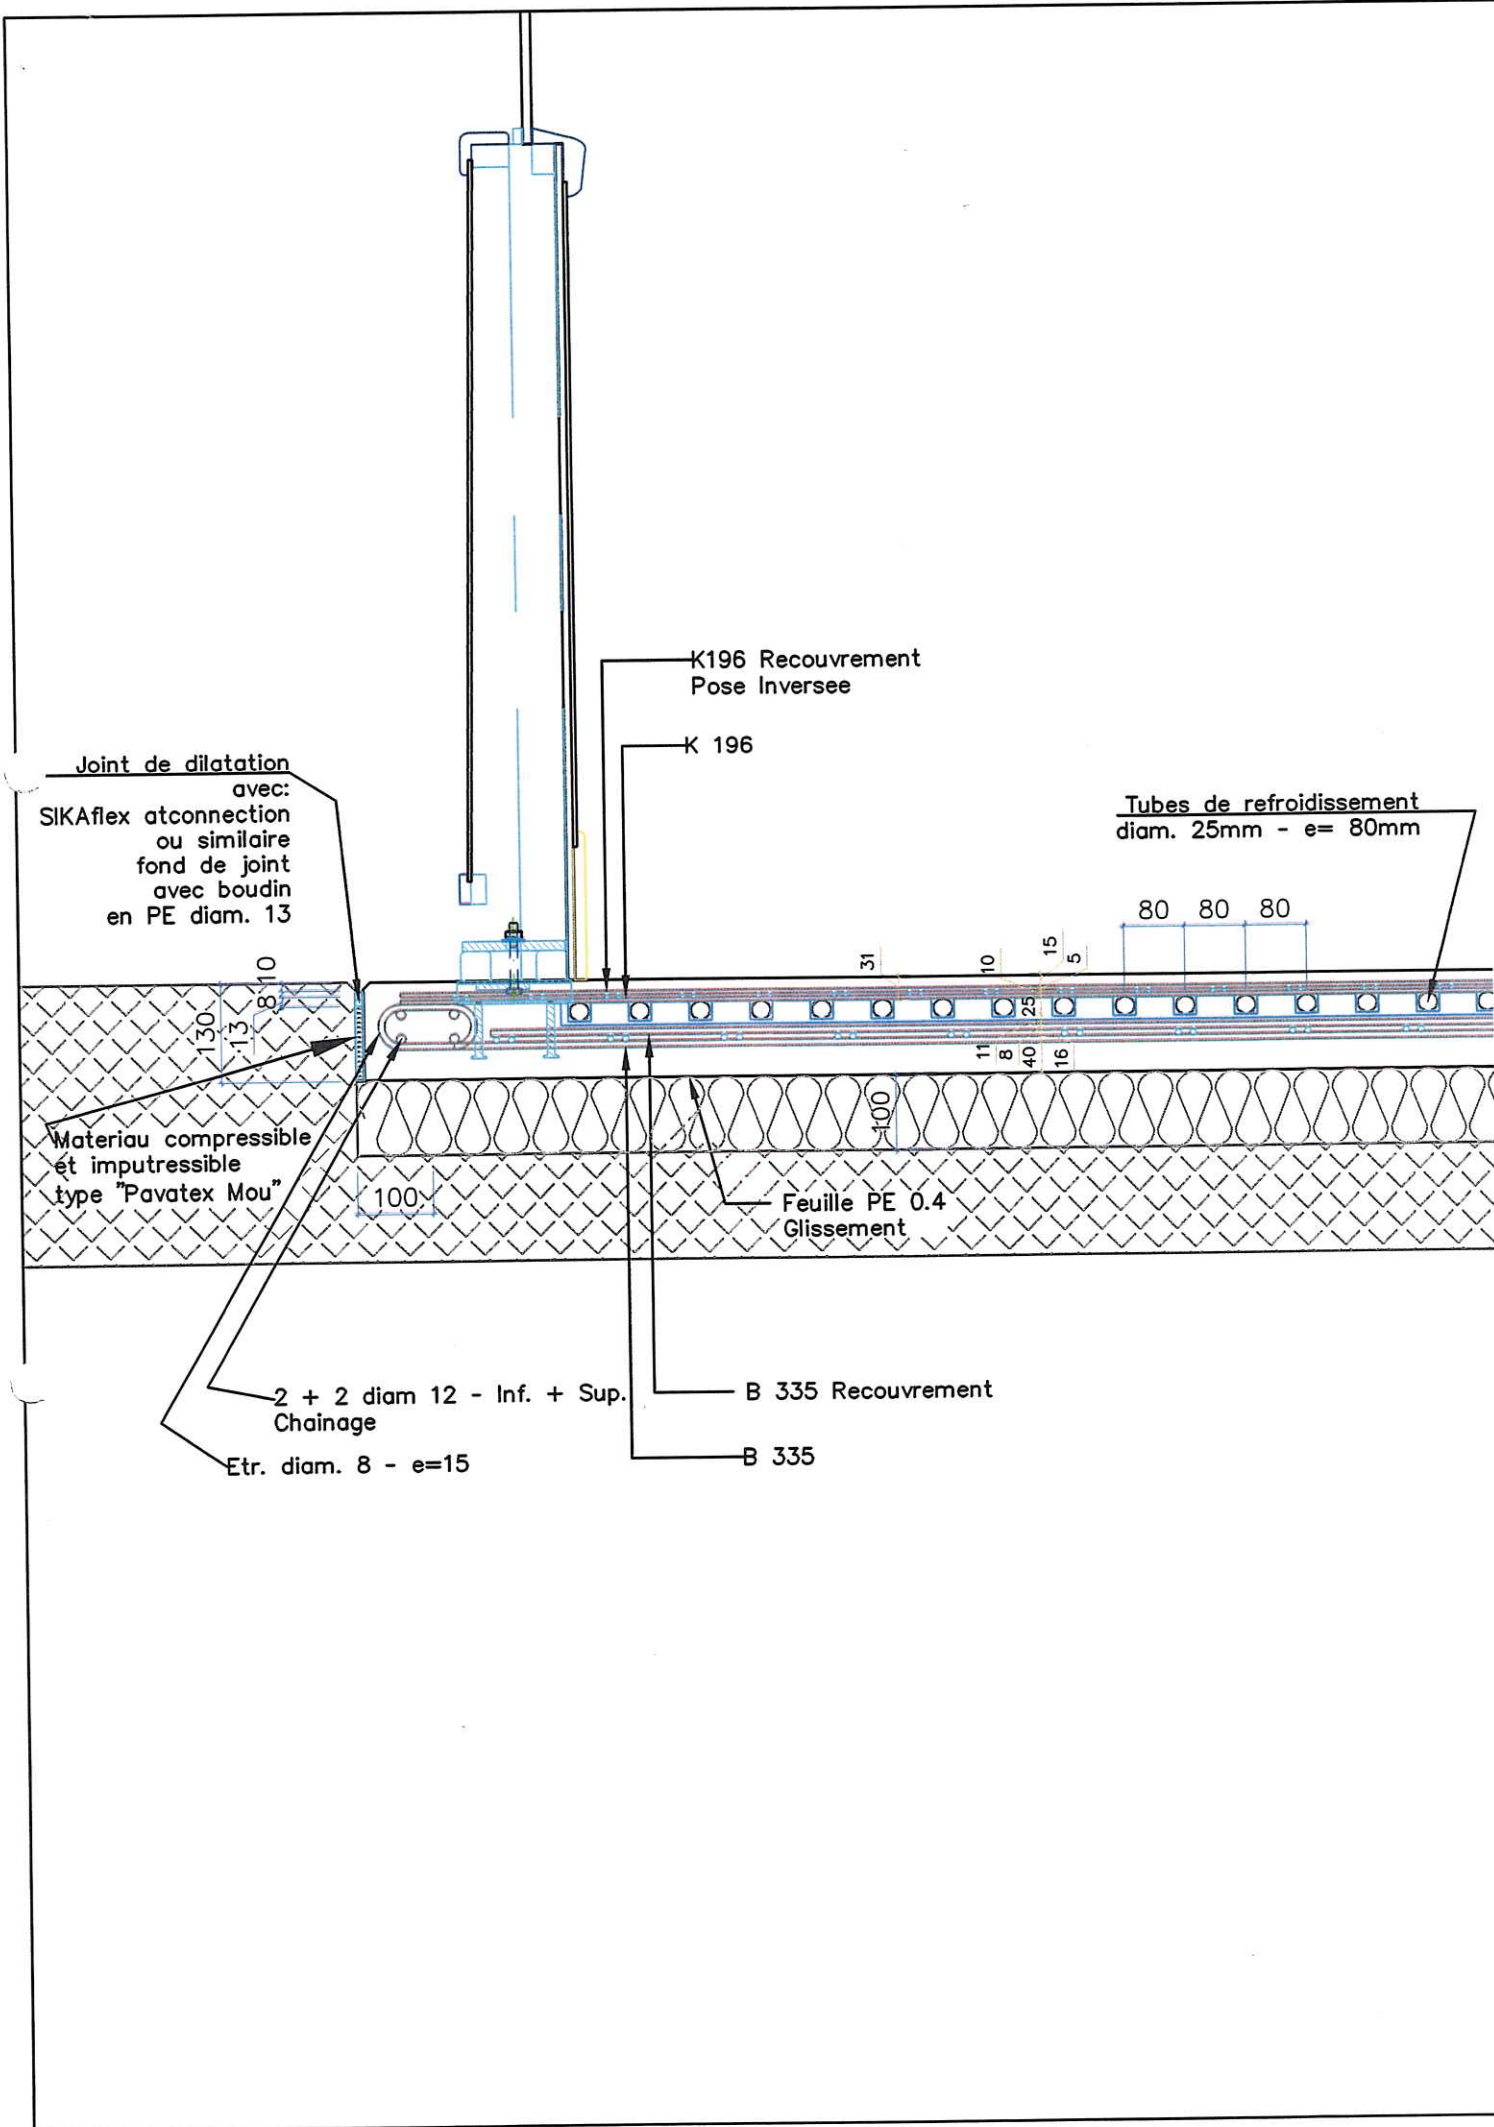 K196 Recouvrement
Pose Inversee
K 196
Joint de dilatation
avec:
SIKAflex atconnection
ou similaire
fond de joint
avec boudin
en PE diam. 13
Tubes de refroidissement
diam. 25mm - e= 80mm
80 80 80
10
8
130
13
31
10
15
5
25
11
8
40
16
100
Materiau compressible
et imputressible
type "Pavatex Mou"
100
Feuille PE 0.4
Glissement
2 + 2 diam 12 - Inf. + Sup.
Chainage
Etr. diam. 8 - e=15
B 335 Recouvrement
B 335